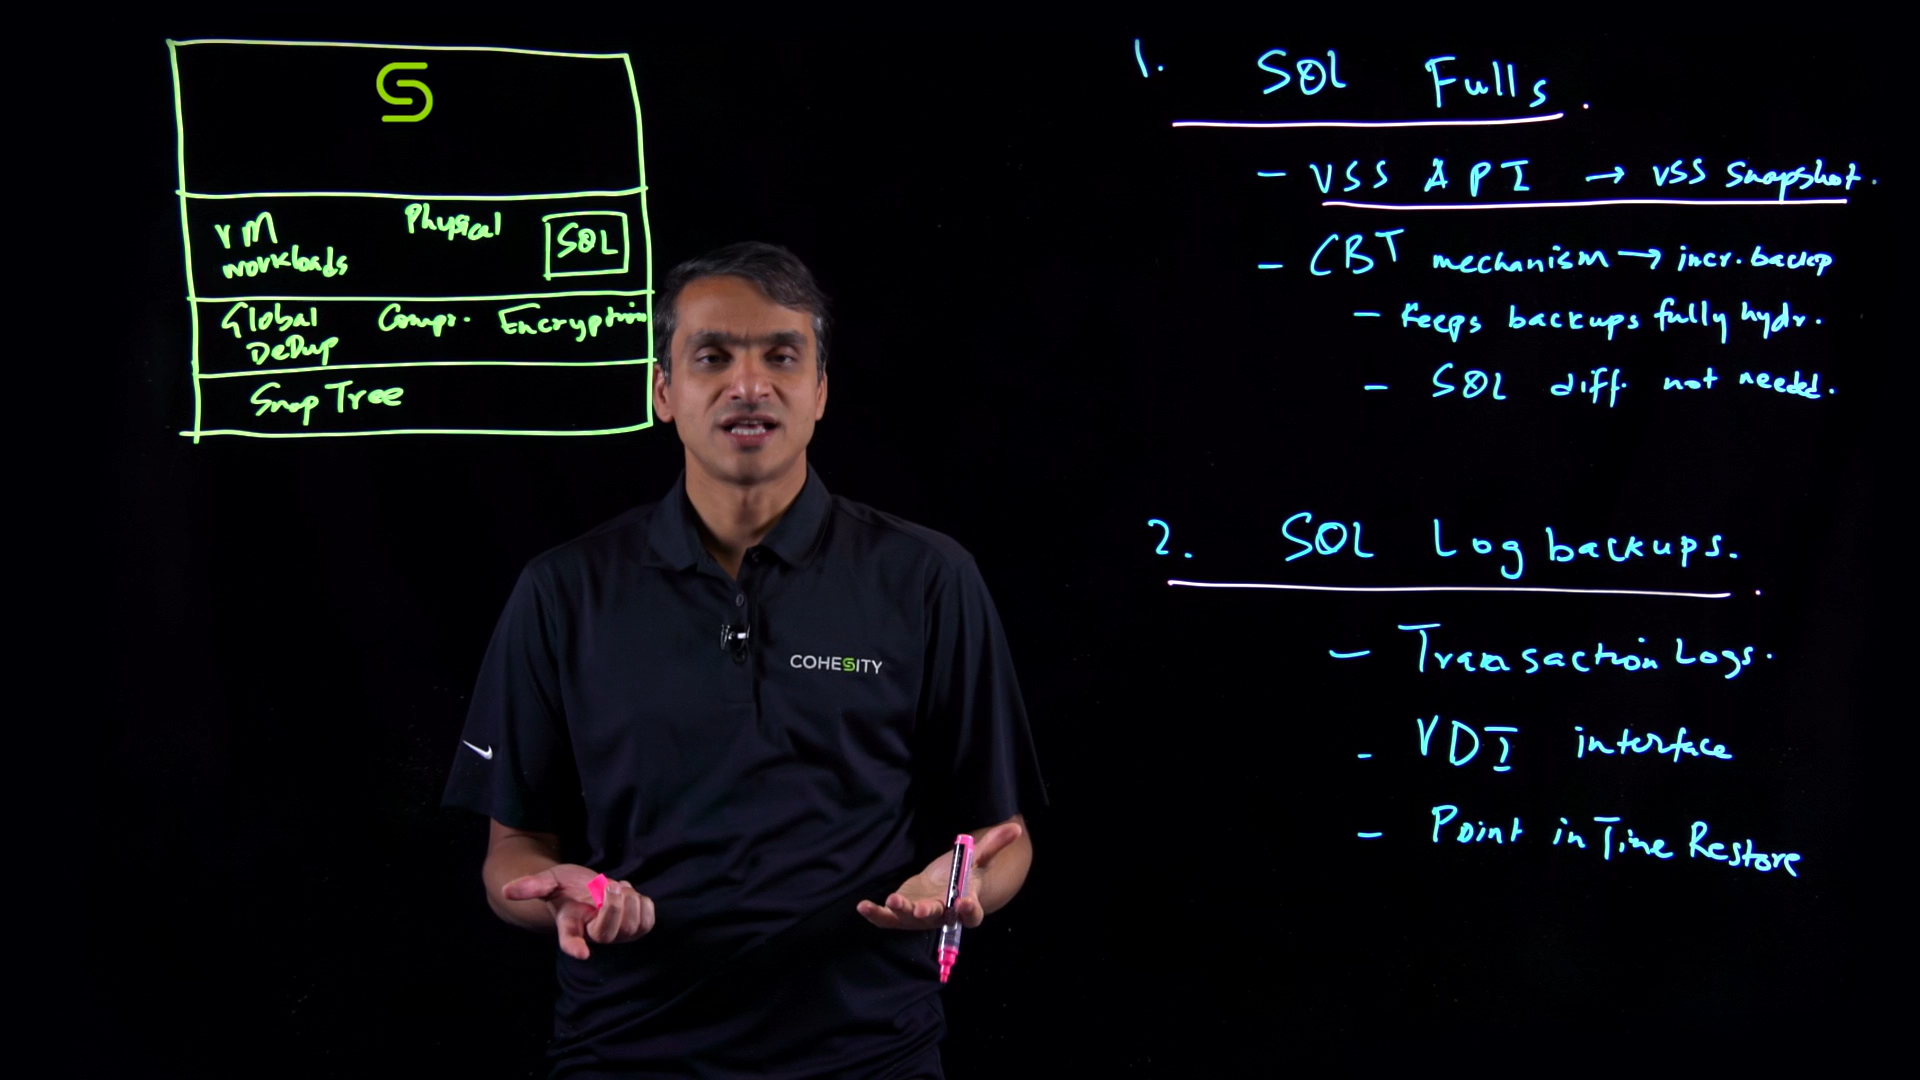 VM
workloads
Physical
SQL
Global
DeDup
Compr.
Encryption
Snap Tree
1. SQL Fulls.
- VSS API → VSS Snapshot.
- CBT mechanism → incr. backup
- Keeps backups fully hydr.
- SQL diff. not needed.
2. SQL Log backups.
- Transaction Logs.
- VDI interface
- Point in Time Restore
COHESITY